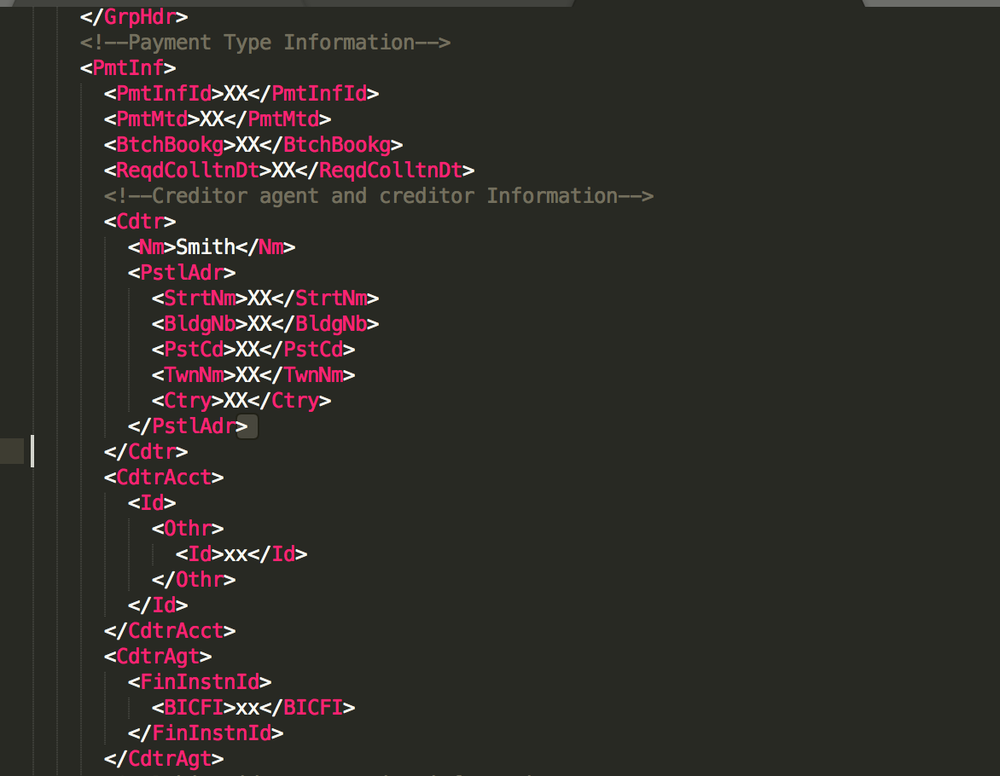 </GrpHdr>
<!--Payment Type Information-->
<PmtInf>
<PmtInfId>XX</PmtInfId>
<PmtMtd>XX</PmtMtd>
<BtchBookg>XX</BtchBookg>
<ReqdColltnDt>XX</ReqdColltnDt>
<!--Creditor agent and creditor Information-->
<Cdtr>
<Nm>Smith</Nm>
<PstlAdr>
<StrtNm>XX</StrtNm>
<BldgNb>XX</BldgNb>
<PstCd>XX</PstCd>
<TwnNm>XX</TwnNm>
<Ctry>XX</Ctry>
</PstlAdr>
</Cdtr>
<CdtrAcct>
<Id>
<Othr>
<Id>xx</Id>
</Othr>
</Id>
</CdtrAcct>
<CdtrAgt>
<FinInstnId>
<BICFI>xx</BICFI>
</FinInstnId>
</CdtrAgt>